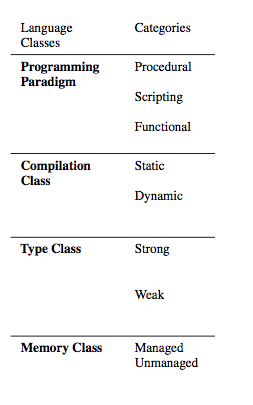 Language Categories
Classes
Programming Procedural
Paradigm
Scripting
Functional
Compilation Static
Class
Dynamic
Type Class Strong
Weak
Memory Class Managed
Unmanaged